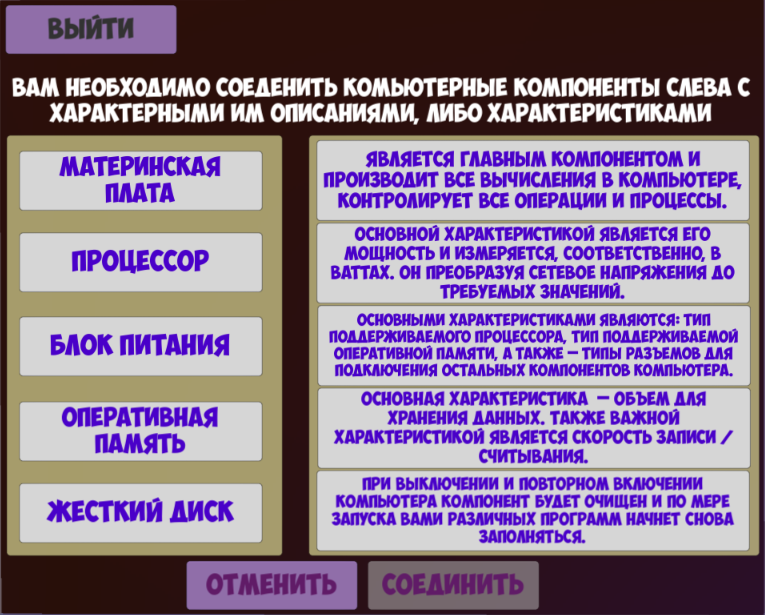 ВЫЙТИ
ВАМ НЕОБХОДИМО СОЕДЕНИТЬ КОМЬЮТЕРНЫЕ КОМПОНЕНТЫ СЛЕВА С
ХАРАКТЕРНЫМИ ИМ ОПИСАНИЯМИ, ЛИБО ХАРАКТЕРИСТИКАМИ
МАТЕРИНСКАЯ
ПЛАТА
ПРОЦЕССОР
БЛОК ПИТАНИЯ
ОПЕРАТИВНАЯ
ПАМЯТЬ
ЖЕСТКИЙ ДИСК
ЯВЛЯЕТСЯ ГЛАВНЫМ КОМПОНЕНТОМ И
ПРОИЗВОДИТ ВСЕ ВЫЧИСЛЕНИЯ В КОМПЬЮТЕРЕ,
КОНТРОЛИРУЕТ ВСЕ ОПЕРАЦИИ И ПРОЦЕССЫ.
ОСНОВНОЙ ХАРАКТЕРИСТИКОЙ ЯВЛЯЕТСЯ ЕГО
МОЩНОСТЬ И ИЗМЕРЯЕТСЯ, СООТВЕТСТВЕННО, В
ВАТТАХ. ОН ПРЕОБРАЗУЯ СЕТЕВОЕ НАПРЯЖЕНИЯ ДО
ТРЕБУЕМЫХ ЗНАЧЕНИЙ.
ОСНОВНЫМИ ХАРАКТЕРИСТИКАМИ ЯВЛЯЮТСЯ: ТИП
ПОДДЕРЖИВАЕМОГО ПРОЦЕССОРА, ТИП ПОДДЕРЖИВАЕМОЙ
ОПЕРАТИВНОЙ ПАМЯТИ, А ТАКЖЕ – ТИПЫ РАЗЪЕМОВ ДЛЯ
ПОДКЛЮЧЕНИЯ ОСТАЛЬНЫХ КОМПОНЕНТОВ КОМПЬЮТЕРА.
ОСНОВНАЯ ХАРАКТЕРИСТИКА – ОБЪЕМ ДЛЯ
ХРАНЕНИЯ ДАННЫХ. ТАКЖЕ ВАЖНОЙ
ХАРАКТЕРИСТИКОЙ ЯВЛЯЕТСЯ СКОРОСТЬ ЗАПИСИ /
СЧИТЫВАНИЯ.
ПРИ ВЫКЛЮЧЕНИИ И ПОВТОРНОМ ВКЛЮЧЕНИИ
КОМПЬЮТЕРА КОМПОНЕНТ БУДЕТ ОЧИЩЕН И ПО МЕРЕ
ЗАПУСКА ВАМИ РАЗЛИЧНЫХ ПРОГРАММ НАЧНЕТ СНОВА
ЗАПОЛНЯТЬСЯ.
ОТМЕНИТЬ
СОЕДИНИТЬ